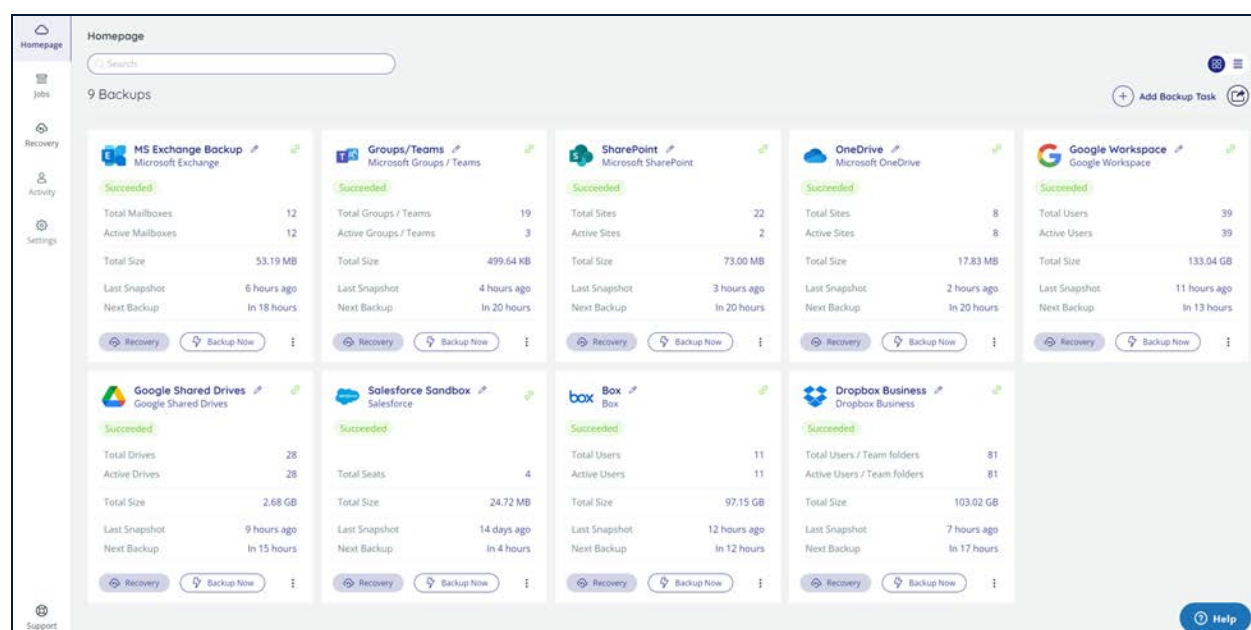 Homepage
Homepage
Search
Jobs
9 Backups
Add Backup Task
Recovery
Activity
Settings
MS Exchange Backup
Microsoft Exchange
Succeeded
Total Mailboxes 12
Active Mailboxes 12
Total Size 53.19 MB
Last Snapshot 6 hours ago
Next Backup In 18 hours
Recovery Backup Now
Groups/Teams
Microsoft Groups / Teams
Succeeded
Total Groups / Teams 19
Active Groups / Teams 3
Total Size 499.64 KB
Last Snapshot 4 hours ago
Next Backup In 20 hours
Recovery Backup Now
SharePoint
Microsoft SharePoint
Succeeded
Total Sites 22
Active Sites 2
Total Size 73.00 MB
Last Snapshot 3 hours ago
Next Backup In 20 hours
Recovery Backup Now
OneDrive
Microsoft OneDrive
Succeeded
Total Sites 8
Active Sites 8
Total Size 17.83 MB
Last Snapshot 2 hours ago
Next Backup In 20 hours
Recovery Backup Now
Google Workspace
Google Workspace
Succeeded
Total Users 39
Active Users 39
Total Size 133.04 GB
Last Snapshot 11 hours ago
Next Backup In 13 hours
Recovery Backup Now
Google Shared Drives
Google Shared Drives
Succeeded
Total Drives 28
Active Drives 28
Total Size 2.68 GB
Last Snapshot 9 hours ago
Next Backup In 15 hours
Recovery Backup Now
Salesforce Sandbox
Salesforce
Succeeded
Total Seats 4
Total Size 24.72 MB
Last Snapshot 14 days ago
Next Backup In 4 hours
Recovery Backup Now
box Box
Box
Succeeded
Total Users 11
Active Users 11
Total Size 97.15 GB
Last Snapshot 12 hours ago
Next Backup In 12 hours
Recovery Backup Now
Dropbox Business
Dropbox Business
Succeeded
Total Users / Team folders 81
Active Users / Team folders 81
Total Size 103.02 GB
Last Snapshot 7 hours ago
Next Backup In 17 hours
Recovery Backup Now
Support
Help